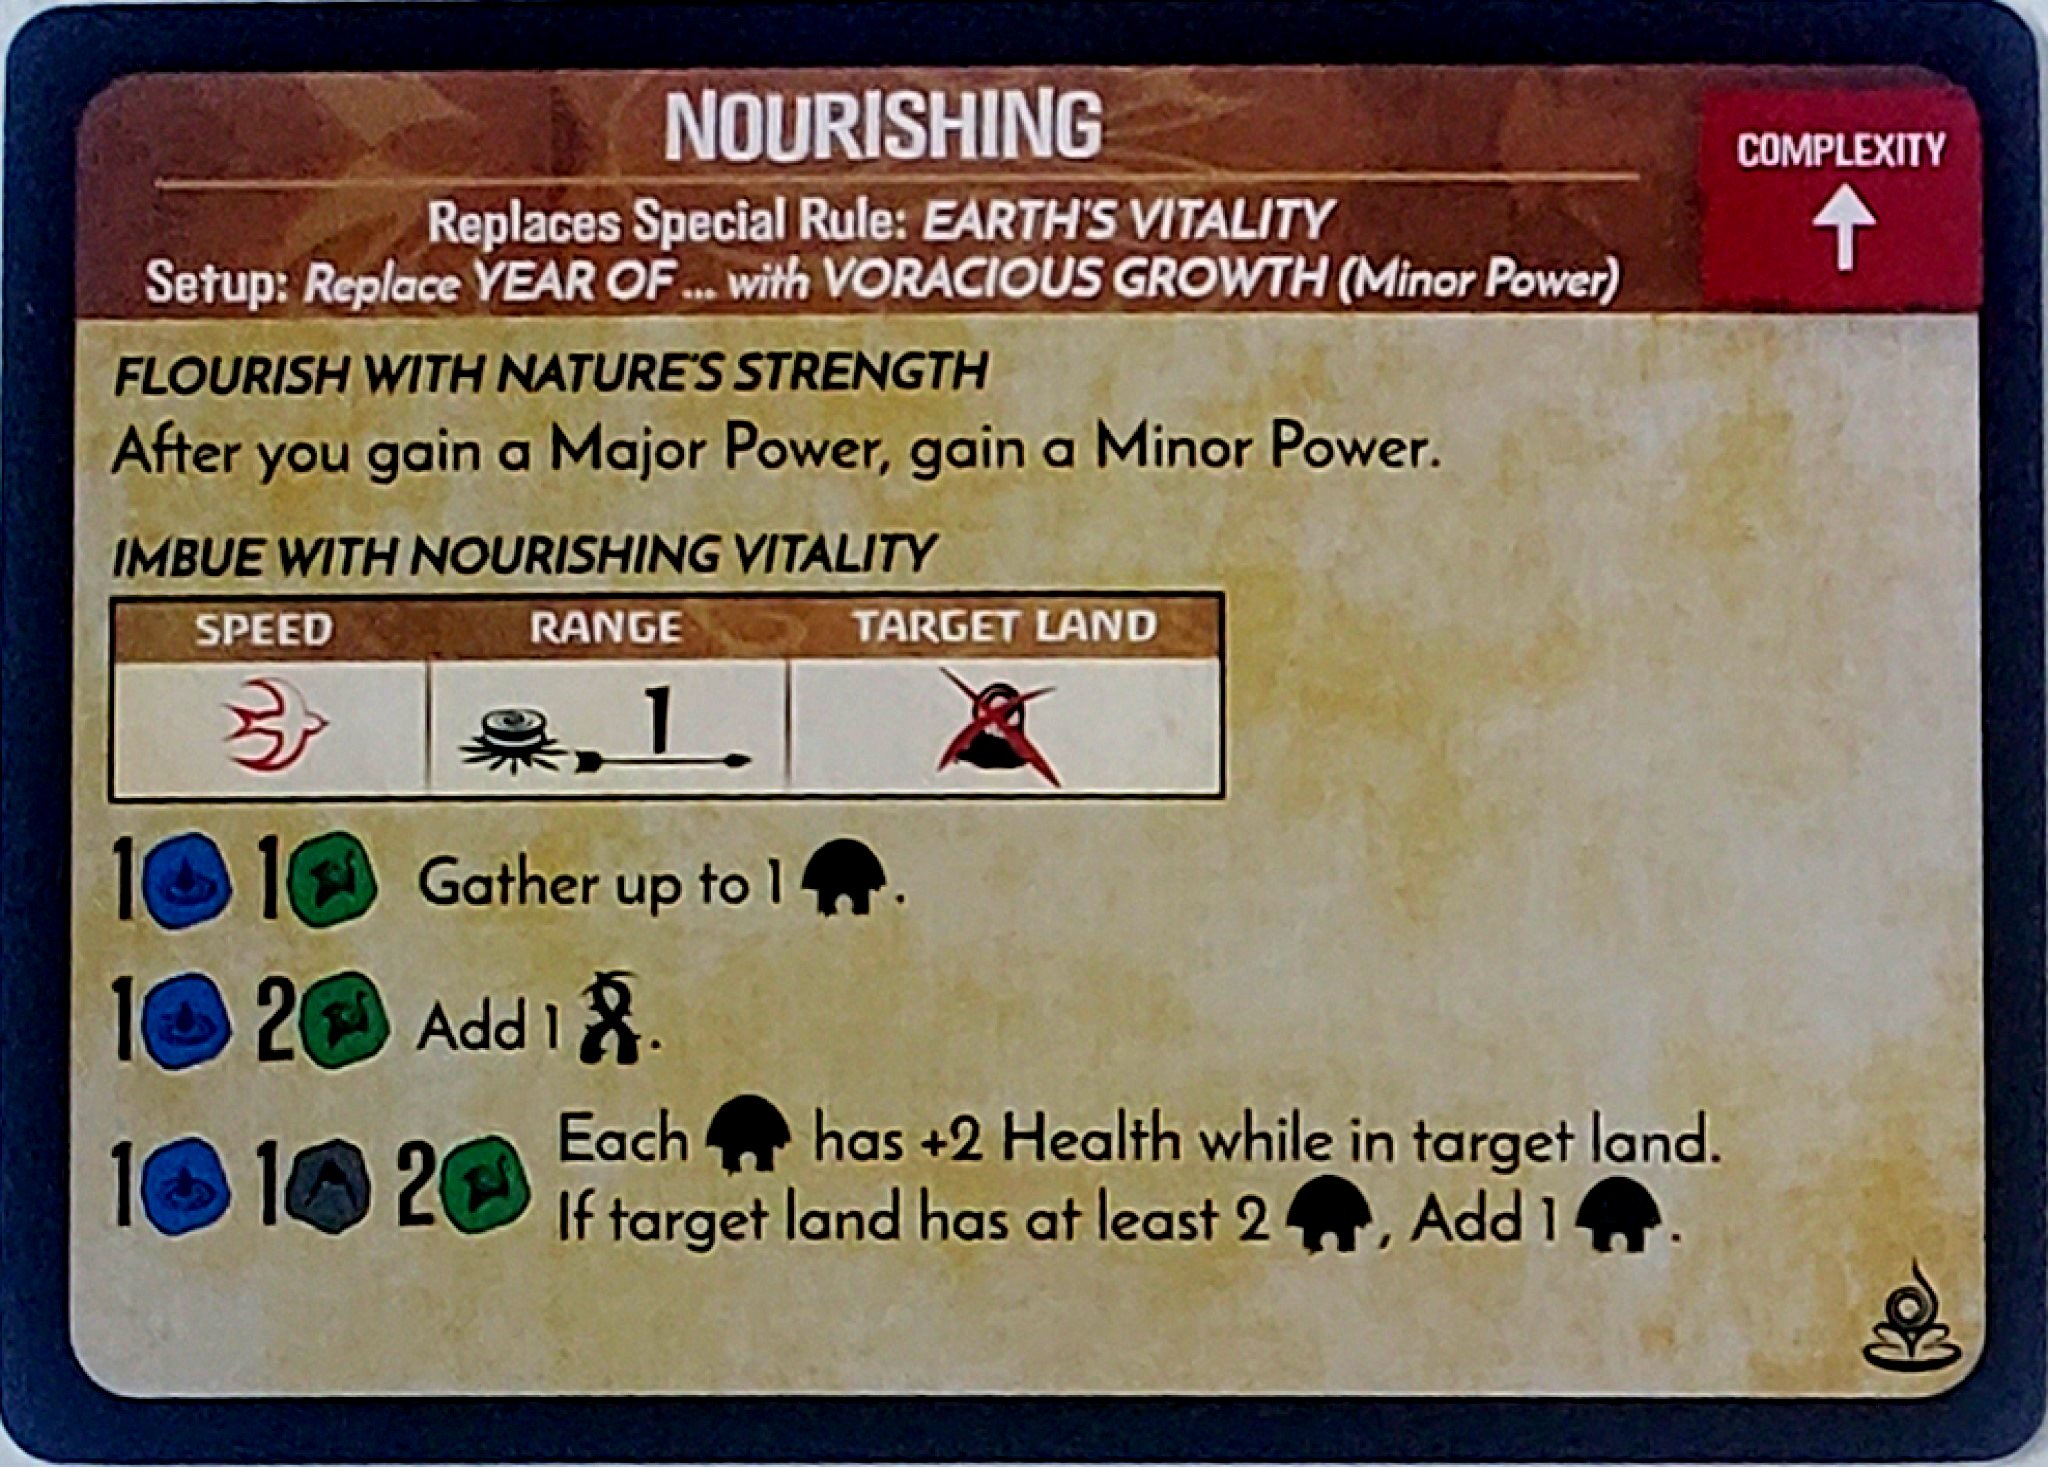 NOURISHING
COMPLEXITY
Replaces Special Rule: EARTH'S VITALITY
Setup: Replace YEAR OF ... with VORACIOUS GROWTH (Minor Power)
FLOURISH WITH NATURE'S STRENGTH
After you gain a Major Power, gain a Minor Power.
IMBUE WITH NOURISHING VITALITY
SPEED RANGE TARGET LAND
1
1 1 Gather up to 1 .
1 2 Add 1 .
1 1 2 Each has +2 Health while in target land.
If target land has at least 2 , Add 1 .